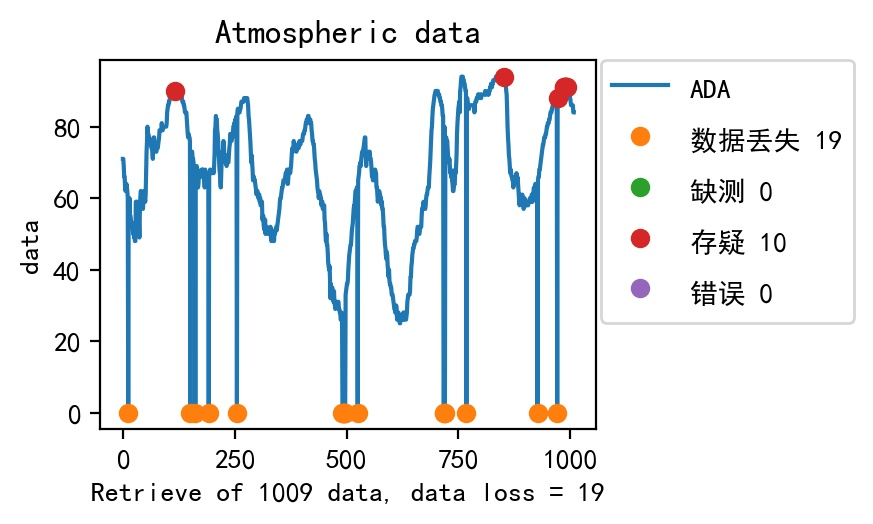 Atmospheric data
data
80
60
40
20
0
0 250 500 750 1000
Retrieve of 1009 data, data loss = 19
ADA
数据丢失 19
缺测 0
存疑 10
错误 0